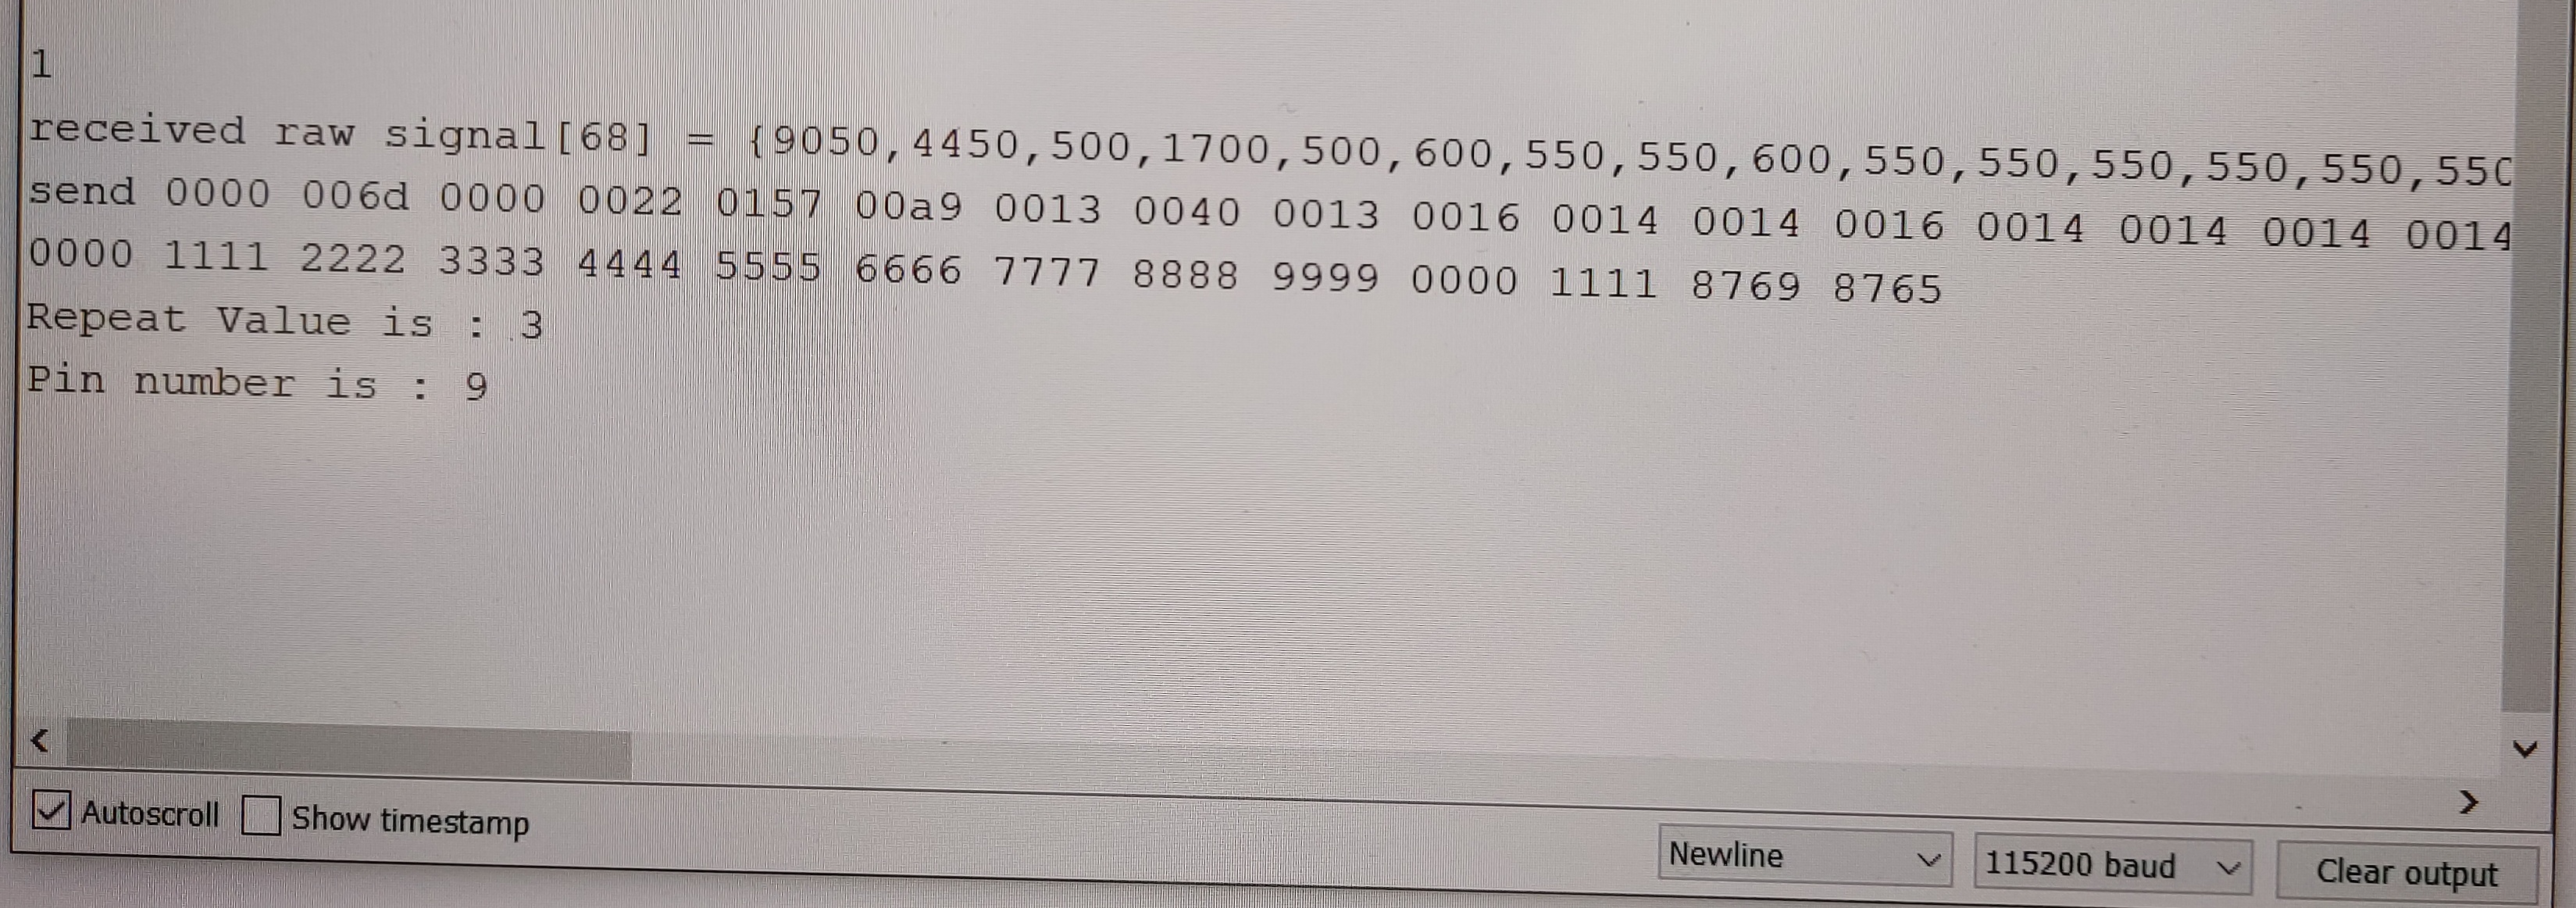 1
received raw signal[68] = {9050,4450,500,1700,500,600,550,550,600,550,550,550,550,550,550
send 0000 006d 0000 0022 0157 00a9 0013 0040 0013 0016 0014 0014 0016 0014 0014 0014 0014
0000 1111 2222 3333 4444 5555 6666 7777 8888 9999 0000 1111 8769 8765
Repeat Value is : 3
Pin number is : 9
Autoscroll Show timestamp
Newline 115200 baud Clear output